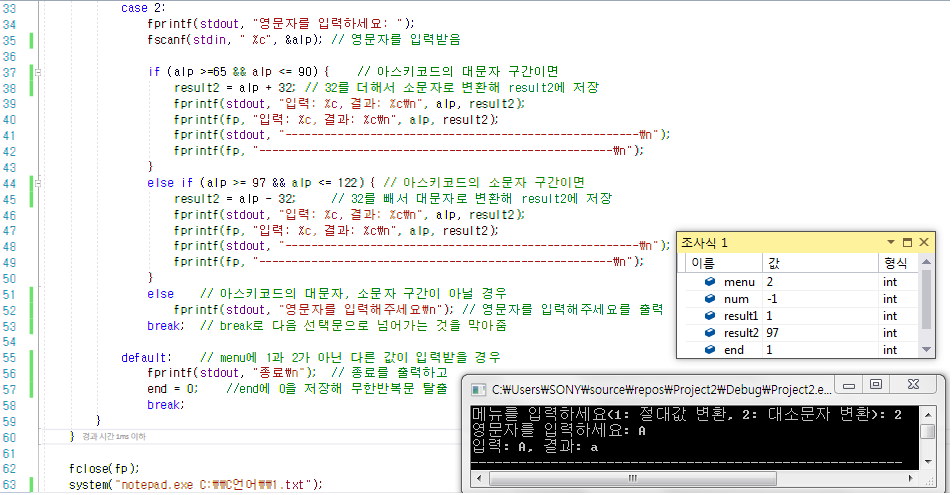 33 case 2:
34 fprintf(stdout, "영문자를 입력하세요: ");
35 fscanf(stdin, " %c", &alp); // 영문자를 입력받음
36
37 if (alp >=65 && alp <= 90) { // 아스키코드의 대문자 구간이면
38 result2 = alp + 32; // 32를 더해서 소문자로 변환해 result2에 저장
39 fprintf(stdout, "입력: %c, 결과: %c₩n", alp, result2);
40 fprintf(fp, "입력: %c, 결과: %c₩n", alp, result2);
41 fprintf(stdout, "------------------------------------------------------₩n");
42 fprintf(fp, "------------------------------------------------------₩n");
43 }
44 else if (alp >= 97 && alp <= 122) { // 아스키코드의 소문자 구간이면
45 result2 = alp - 32; // 32를 빼서 대문자로 변환해 result2에 저장
46 fprintf(stdout, "입력: %c, 결과: %c₩n", alp, result2);
47 fprintf(fp, "입력: %c, 결과: %c₩n", alp, result2);
48 fprintf(stdout, "------------------------------------------------------₩n");
49 fprintf(fp, "------------------------------------------------------₩n");
50 }
51 else // 아스키코드의 대문자, 소문자 구간이 아닐 경우
52 fprintf(stdout, "영문자를 입력해주세요₩n"); // 영문자를 입력해주세요를 출력
53 break; // break로 다음 선택문으로 넘어가는 것을 막아줌
54
55 default: // menu에 1과 2가 아닌 다른 값이 입력받을 경우
56 fprintf(stdout, "종료₩n"); // 종료를 출력하고
57 end = 0; //end에 0을 저장해 무한반복문 탈출
58 break;
59 }
60 } 경과 시간 1ms 이하
61
62 fclose(fp);
63 system("notepad.exe C:₩₩C언어₩₩1.txt");
조사식 1
이름 값 형식
menu 2 int
num -1 int
result1 1 int
result2 97 int
end 1 int
C:₩Users₩SONY₩source₩repos₩Project2₩Debug₩Project2.e...
메뉴를 입력하세요(1: 절대값 변환, 2: 대소문자 변환): 2
영문자를 입력하세요: A
입력: A, 결과: a
------------------------------------------------------